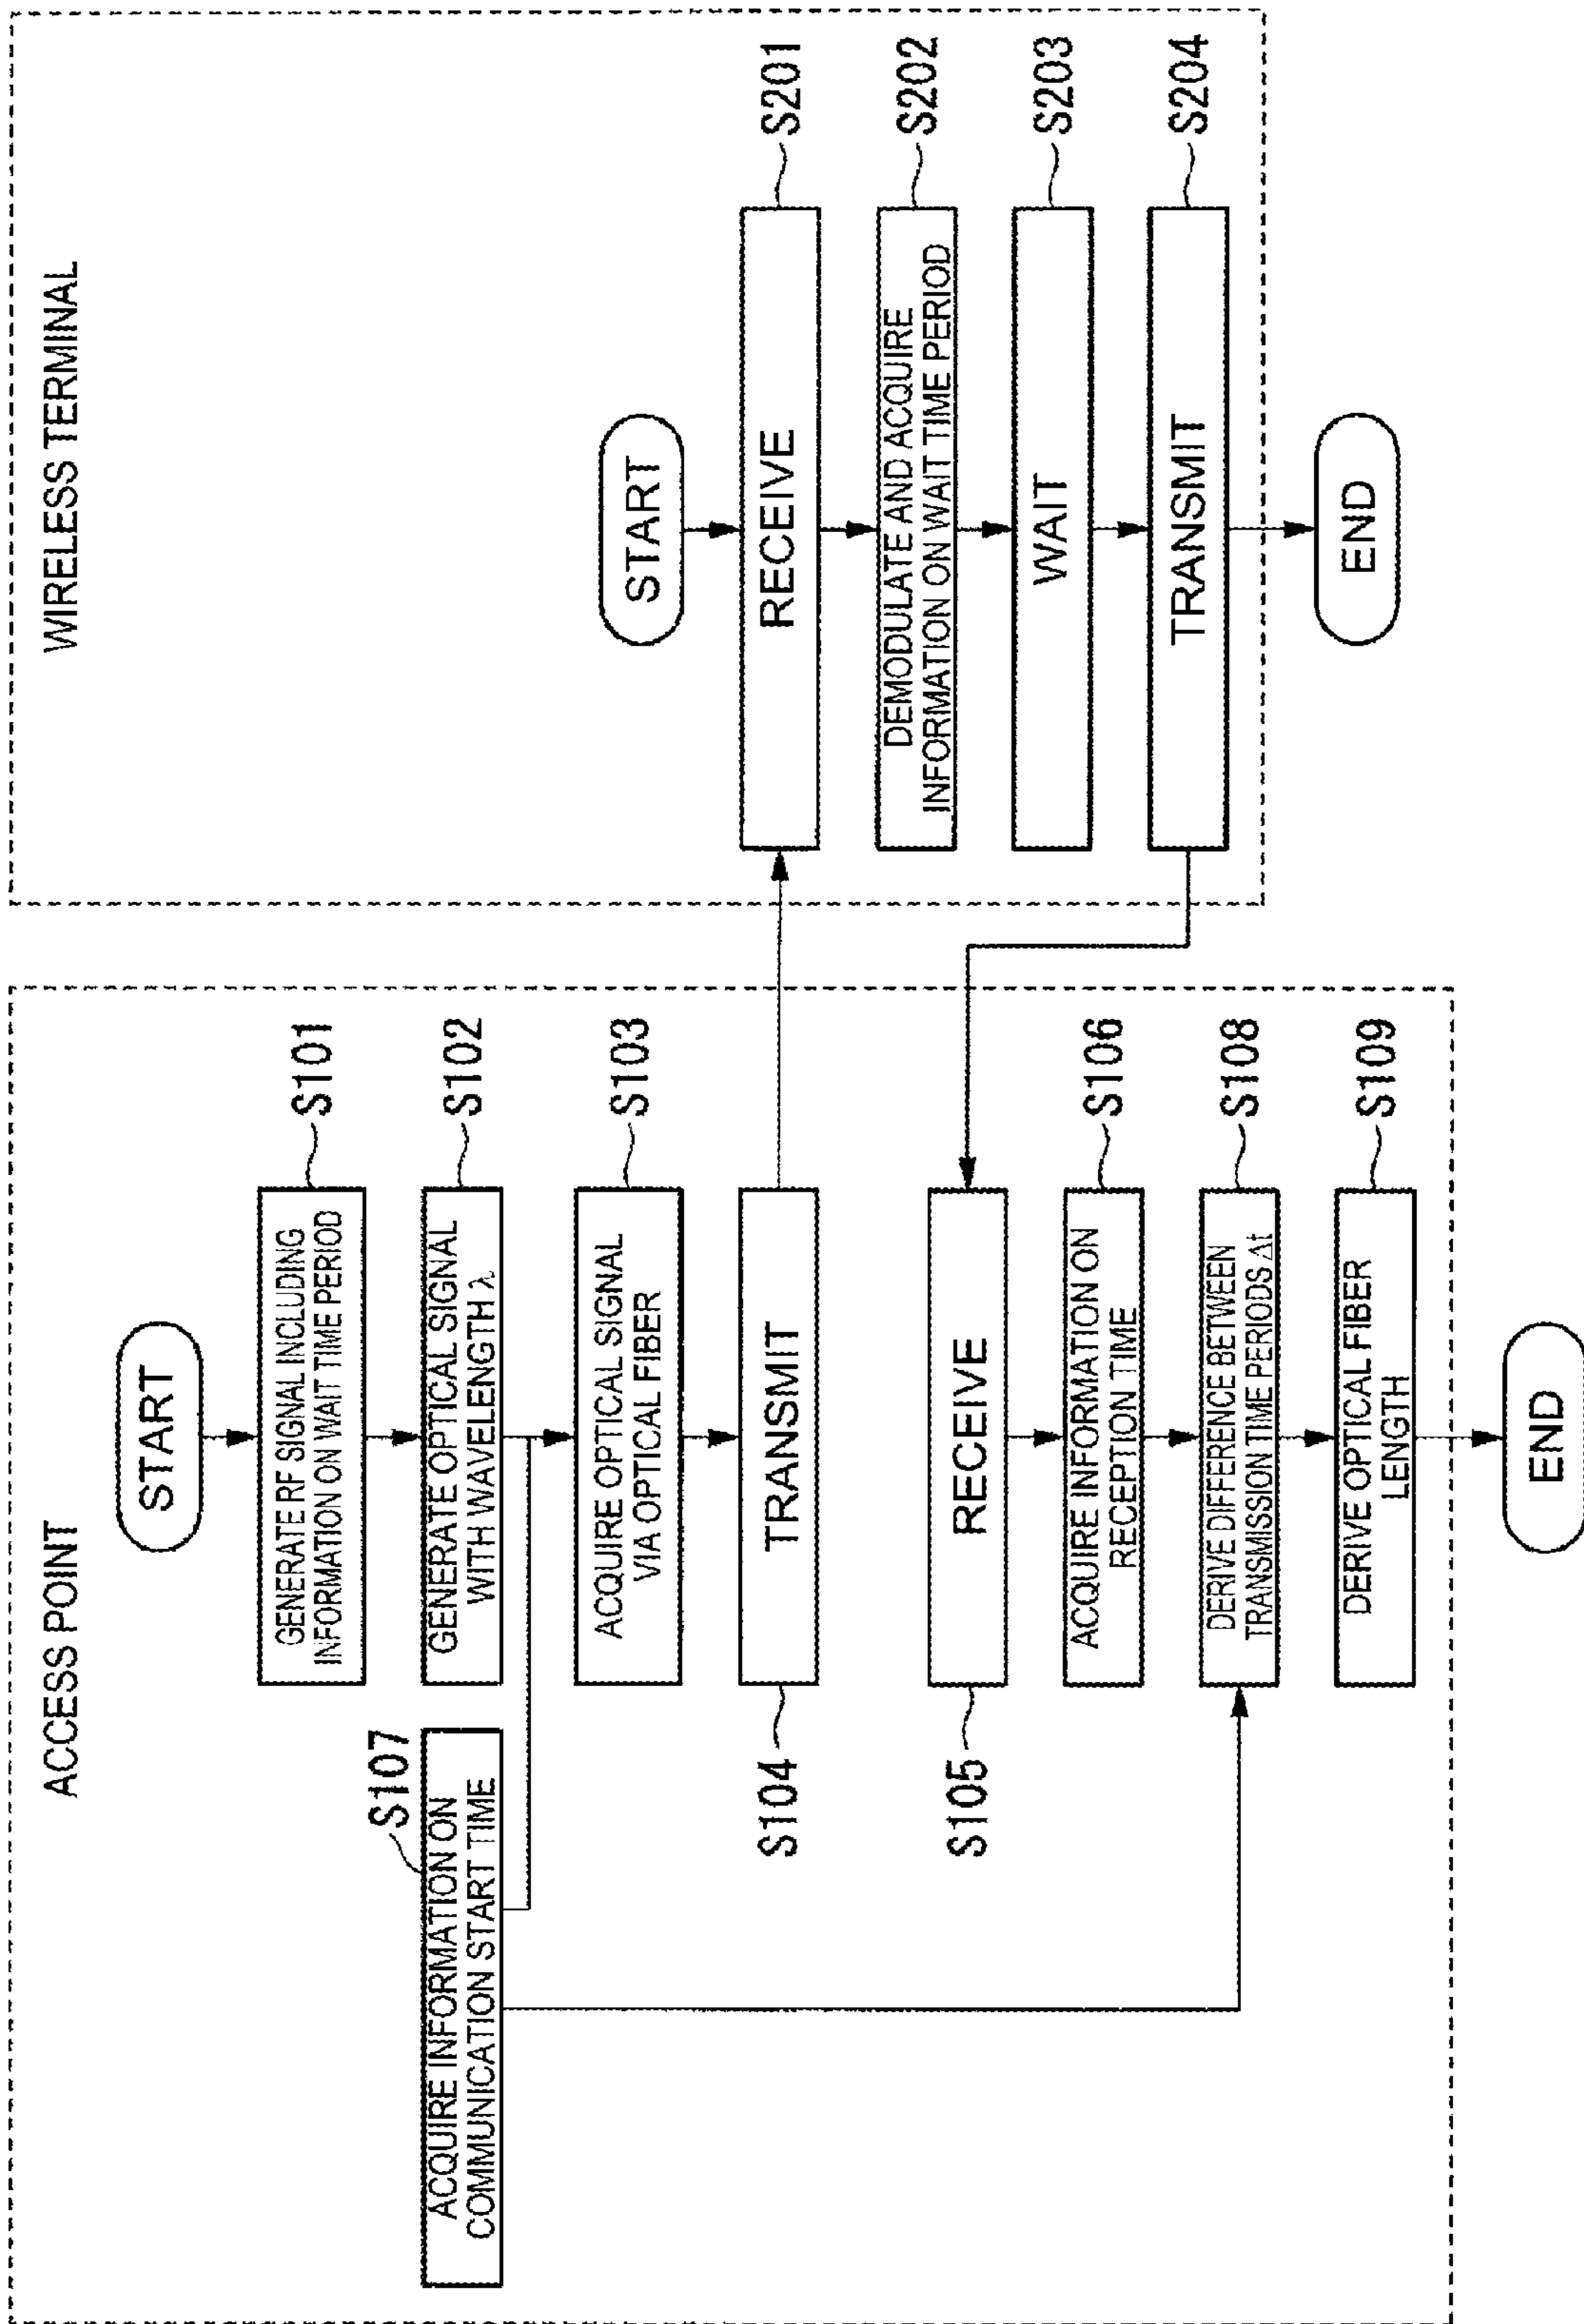 ACCESS POINT
START
GENERATE RF SIGNAL INCLUDING
INFORMATION ON WAIT TIME PERIOD
S101
GENERATE OPTICAL SIGNAL
WITH WAVELENGTH λ
S102
ACQUIRE INFORMATION ON
COMMUNICATION START TIME
S107
ACQUIRE OPTICAL SIGNAL
VIA OPTICAL FIBER
S103
TRANSMIT
S104
RECEIVE
S105
ACQUIRE INFORMATION ON
RECEPTION TIME
S106
DERIVE DIFFERENCE BETWEEN
TRANSMISSION TIME PERIODS Δt
S108
DERIVE OPTICAL FIBER
LENGTH
S109
END
WIRELESS TERMINAL
START
RECEIVE
S201
DEMODULATE AND ACQUIRE
INFORMATION ON WAIT TIME PERIOD
S202
WAIT
S203
TRANSMIT
S204
END